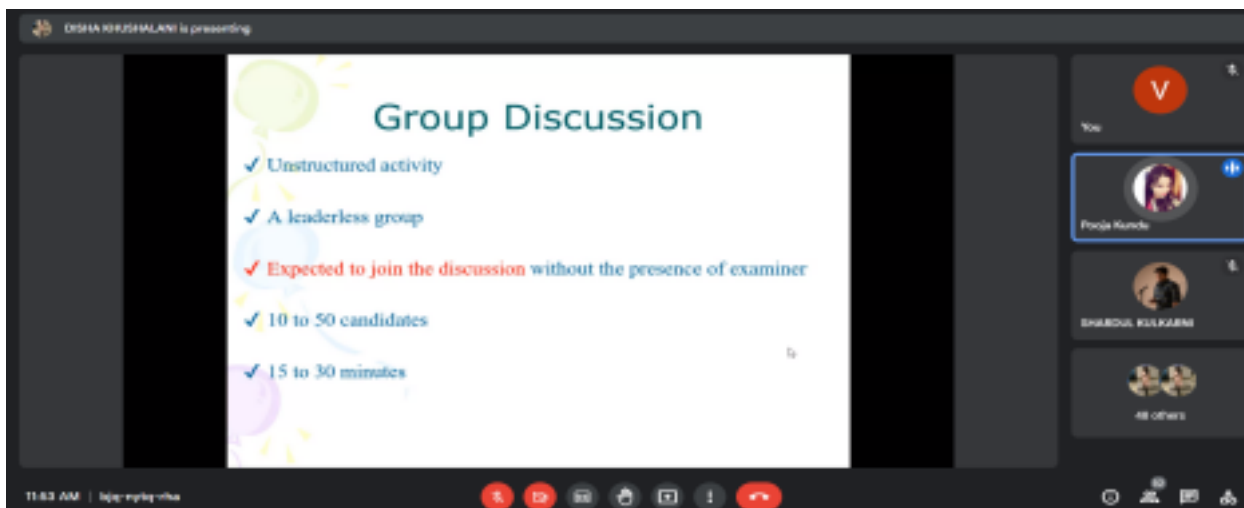 DISHA KHUSHALANI is presenting
Group Discussion
✓ Unstructured activity
✓ A leaderless group
✓ Expected to join the discussion without the presence of examiner
✓ 10 to 50 candidates
✓ 15 to 30 minutes
V
You
Pooja Kundu
SHARDUL KULKARNI
48 others
11:53 AM |